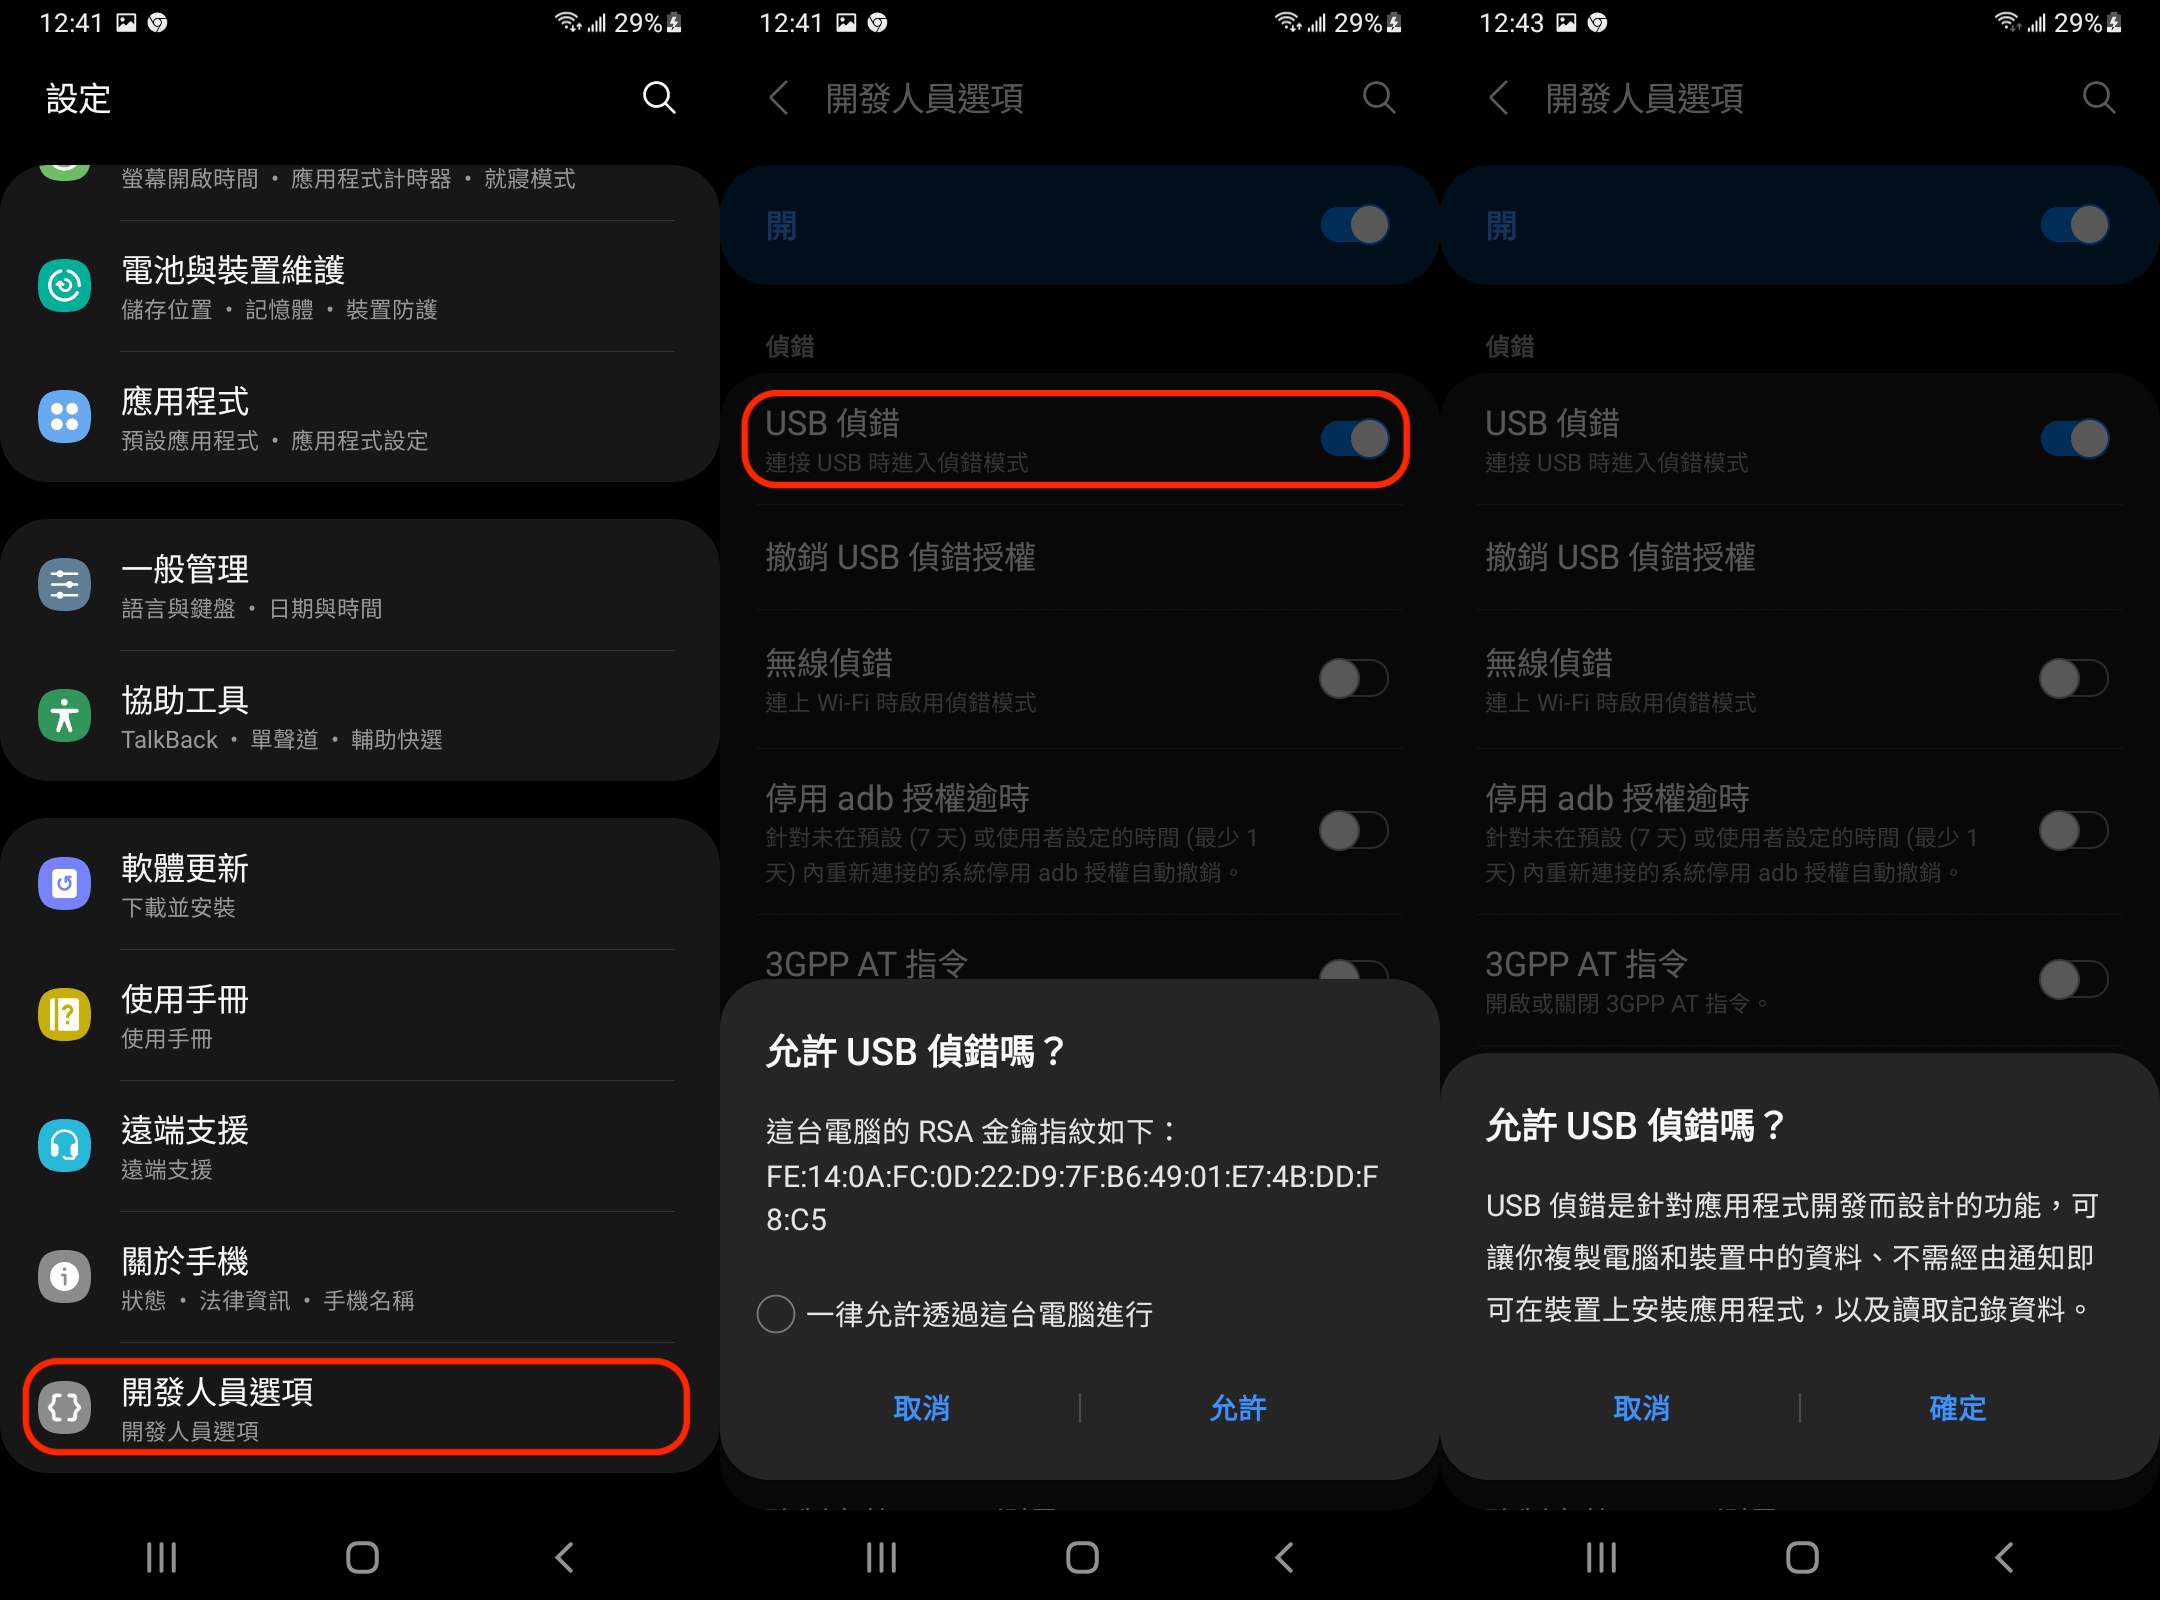 12:41
29%
設定
螢幕開啟時間 • 應用程式計時器 • 就寢模式
電池與裝置維護
儲存位置 • 記憶體 • 裝置防護
應用程式
預設應用程式 • 應用程式設定
一般管理
語言與鍵盤 • 日期與時間
協助工具
TalkBack • 單聲道 • 輔助快選
軟體更新
下載並安裝
使用手冊
使用手冊
遠端支援
遠端支援
關於手機
狀態 • 法律資訊 • 手機名稱
開發人員選項
開發人員選項
12:41
29%
開發人員選項
開
偵錯
USB 偵錯
連接 USB 時進入偵錯模式
撤銷 USB 偵錯授權
無線偵錯
連上 Wi-Fi 時啟用偵錯模式
停用 adb 授權逾時
針對未在預設 (7 天) 或使用者設定的時間 (最少 1
天) 內重新連接的系統停用 adb 授權自動撤銷。
3GPP AT 指令
允許 USB 偵錯嗎？
這台電腦的 RSA 金鑰指紋如下：
FE:14:0A:FC:0D:22:D9:7F:B6:49:01:E7:4B:DD:F
8:C5
一律允許透過這台電腦進行
取消
允許
12:43
29%
開發人員選項
開
偵錯
USB 偵錯
連接 USB 時進入偵錯模式
撤銷 USB 偵錯授權
無線偵錯
連上 Wi-Fi 時啟用偵錯模式
停用 adb 授權逾時
針對未在預設 (7 天) 或使用者設定的時間 (最少 1
天) 內重新連接的系統停用 adb 授權自動撤銷。
3GPP AT 指令
開啟或關閉 3GPP AT 指令。
允許 USB 偵錯嗎？
USB 偵錯是針對應用程式開發而設計的功能，可
讓你複製電腦和裝置中的資料、不需經由通知即
可在裝置上安裝應用程式，以及讀取記錄資料。
取消
確定